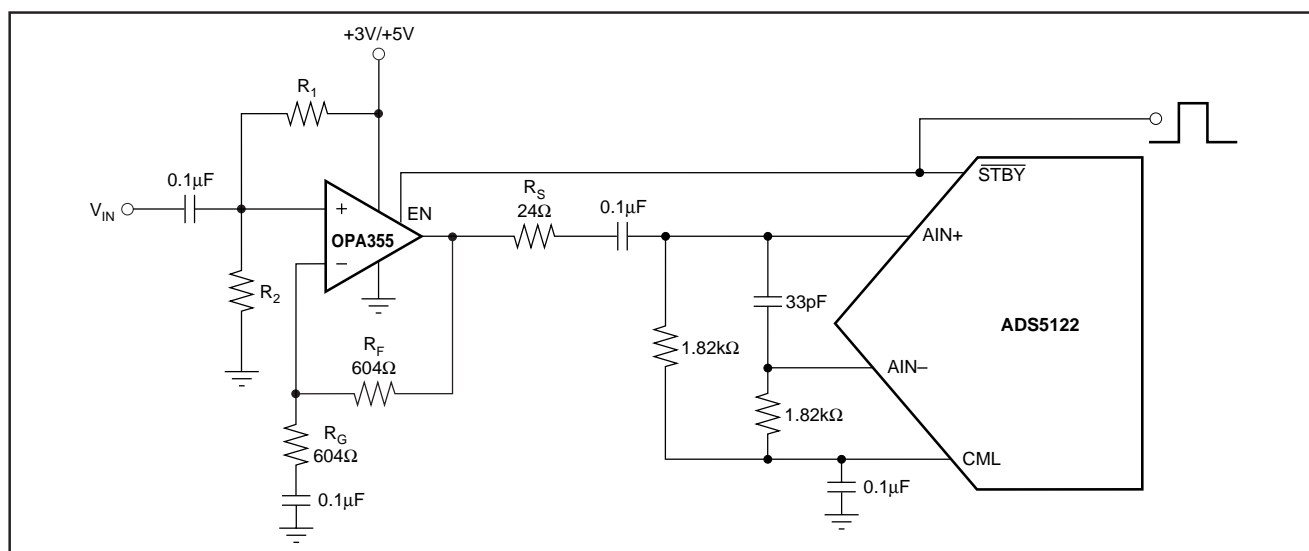 +3V/+5V
R1
0.1µF
VIN
+
EN
OPA355
–
R2
RS
24Ω
0.1µF
STBY
AIN+
33pF
ADS5122
1.82kΩ
AIN–
RF
604Ω
1.82kΩ
RG
604Ω
CML
0.1µF
0.1µF